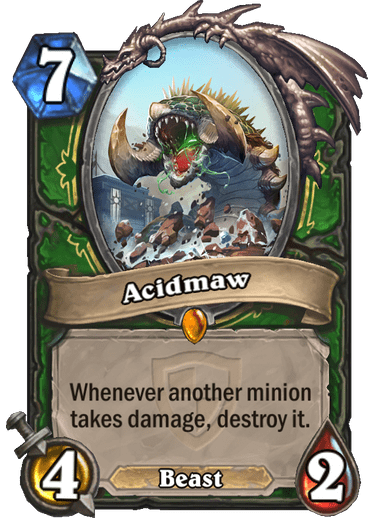 7
Acidmaw
Whenever another minion
takes damage, destroy it.
4
Beast
2